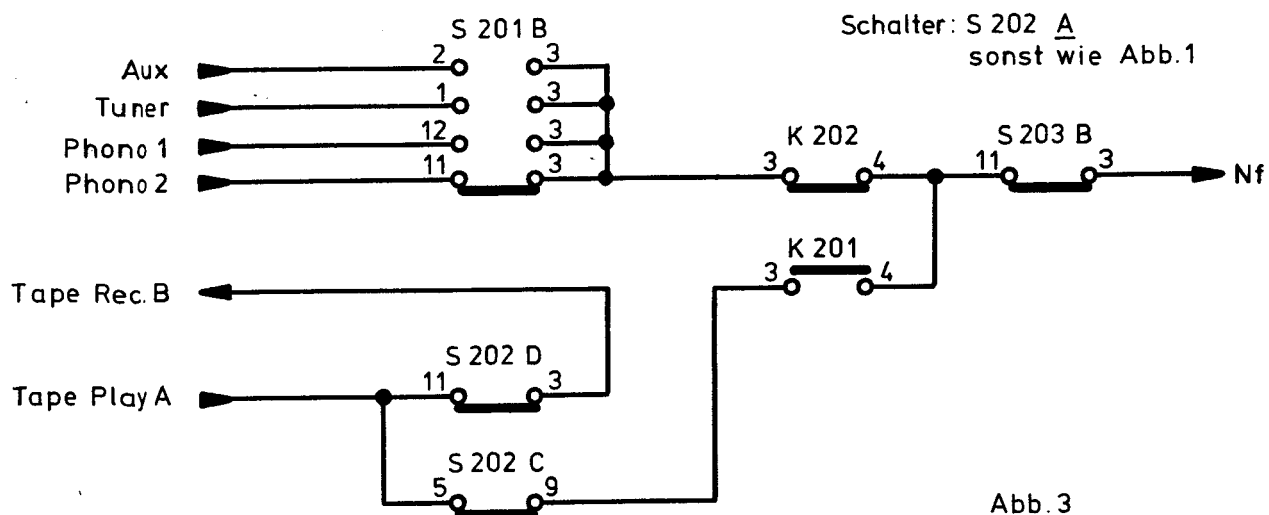 S 201 B
Schalter: S 202 A
sonst wie Abb.1
Aux 2 3
Tuner 1 3
Phono 1 12 3
Phono 2 11 3
K 202
3 4
S 203 B
11 3
Nf
K 201
3 4
Tape Rec. B
S 202 D
Tape Play A 11 3
S 202 C
5 9
Abb. 3